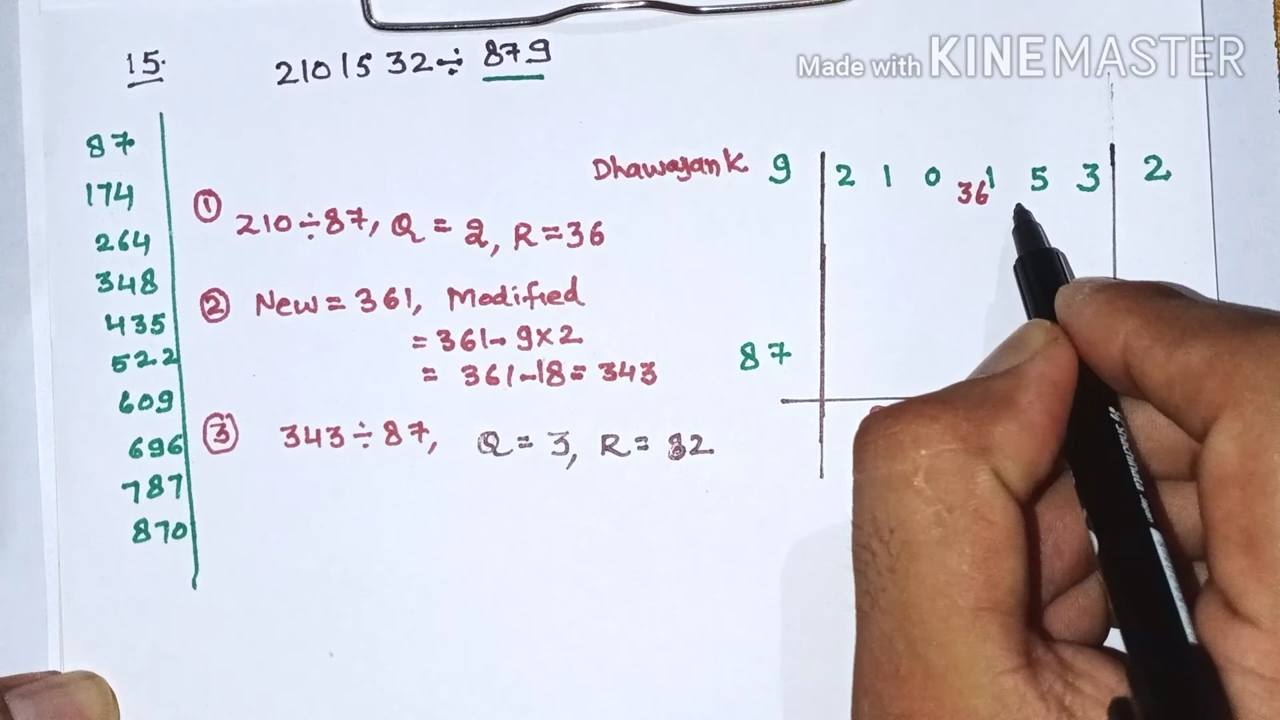 Made with KINEMASTER
15. 2101532÷879
87
174
264
348
435
522
609
696
787
870
① 210÷87, Q = 2, R = 36
② New = 361, Modified
= 361 - 9×2
= 361 - 18 = 343
③ 343÷87, Q = 3, R = 82
Dhawajank 9 2 1 0 36 1 5 3 2
87